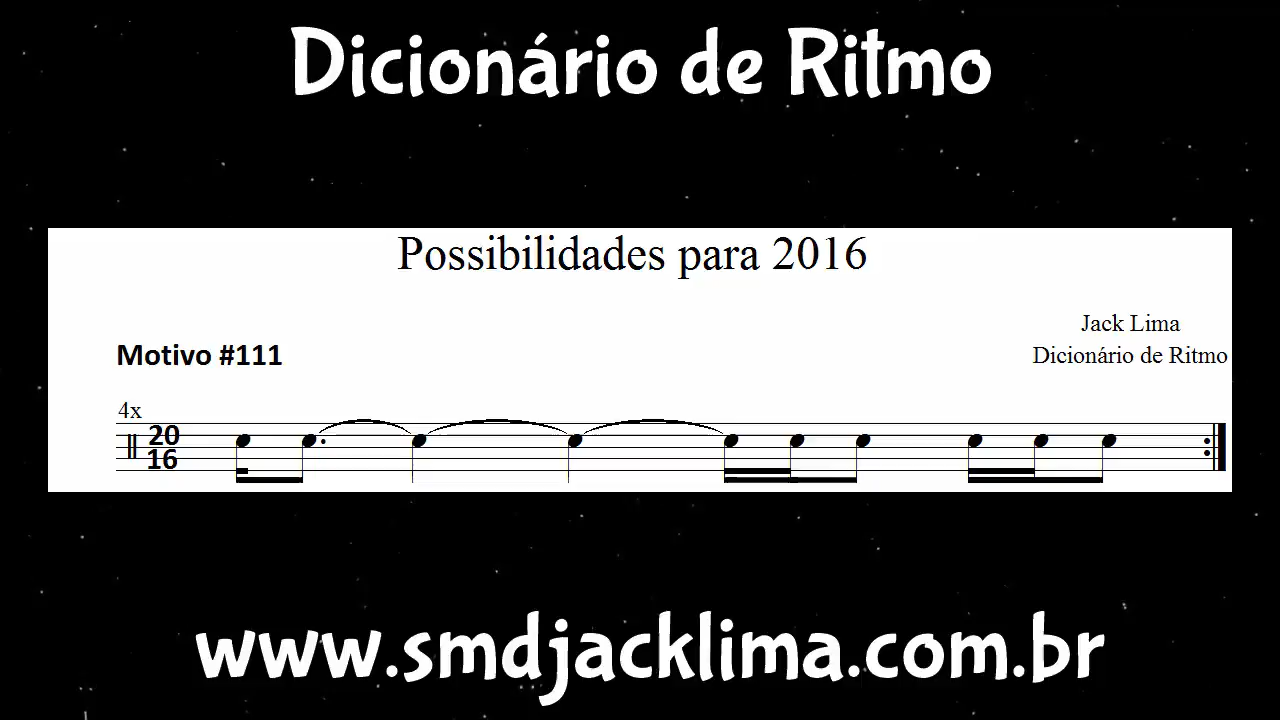 Dicionário de Ritmo
Possibilidades para 2016
Jack Lima
Motivo #111
Dicionário de Ritmo
4x
20
16
www.smdjacklima.com.br